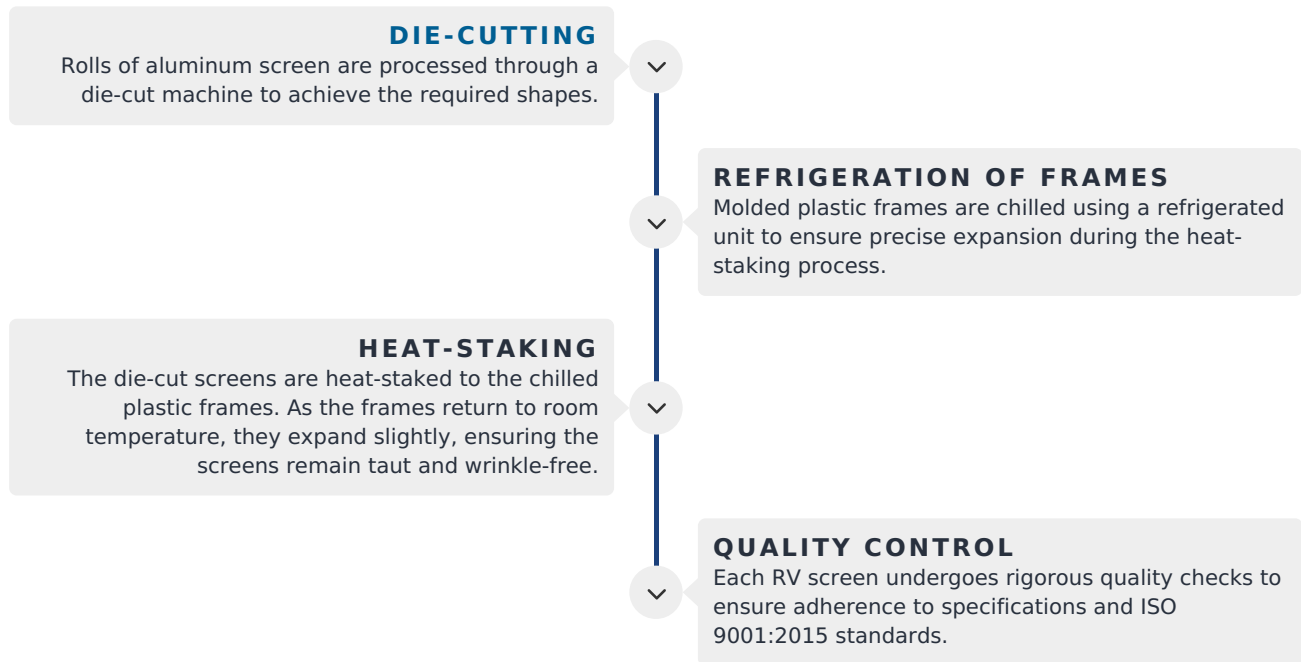 DIE-CUTTING
Rolls of aluminum screen are processed through a
die-cut machine to achieve the required shapes.
REFRIGERATION OF FRAMES
Molded plastic frames are chilled using a refrigerated
unit to ensure precise expansion during the heat-
staking process.
HEAT-STAKING
The die-cut screens are heat-staked to the chilled
plastic frames. As the frames return to room
temperature, they expand slightly, ensuring the
screens remain taut and wrinkle-free.
QUALITY CONTROL
Each RV screen undergoes rigorous quality checks to
ensure adherence to specifications and ISO
9001:2015 standards.